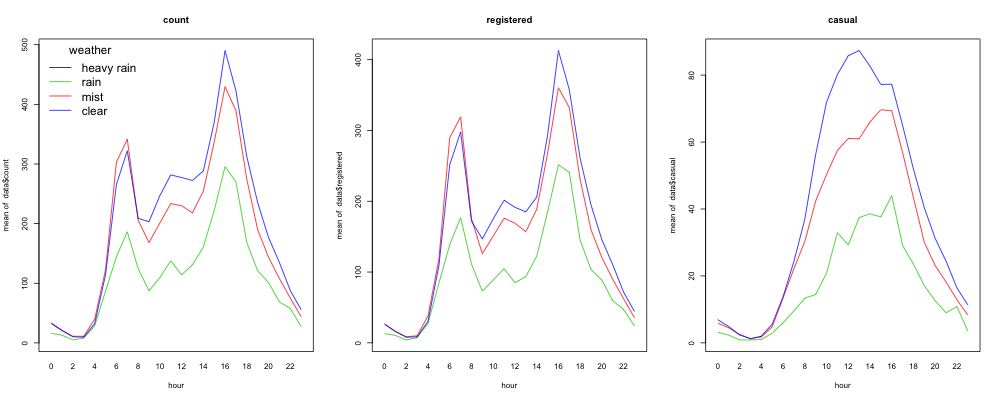 count
weather
heavy rain
rain
mist
clear
mean of data$count
0 100 200 300 400 500
0 2 4 6 8 10 12 14 16 18 20 22
hour
registered
mean of data$registered
0 100 200 300 400
0 2 4 6 8 10 12 14 16 18 20 22
hour
casual
mean of data$casual
0 20 40 60 80
0 2 4 6 8 10 12 14 16 18 20 22
hour